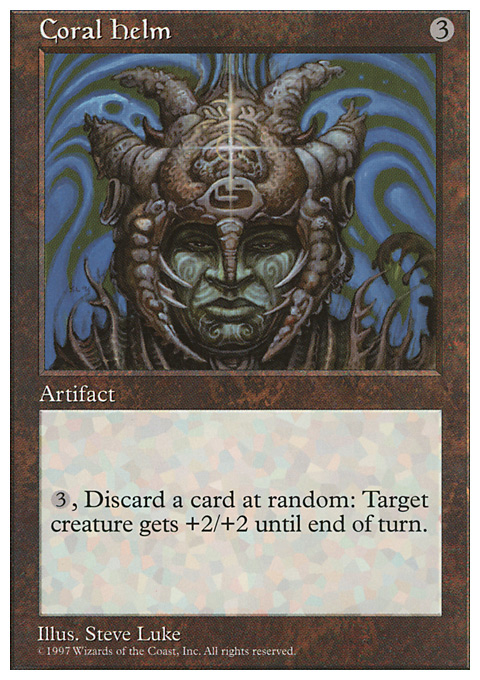 Coral Helm
3
Artifact
3, Discard a card at random: Target
creature gets +2/+2 until end of turn.
Illus. Steve Luke
©1997 Wizards of the Coast, Inc. All rights reserved.